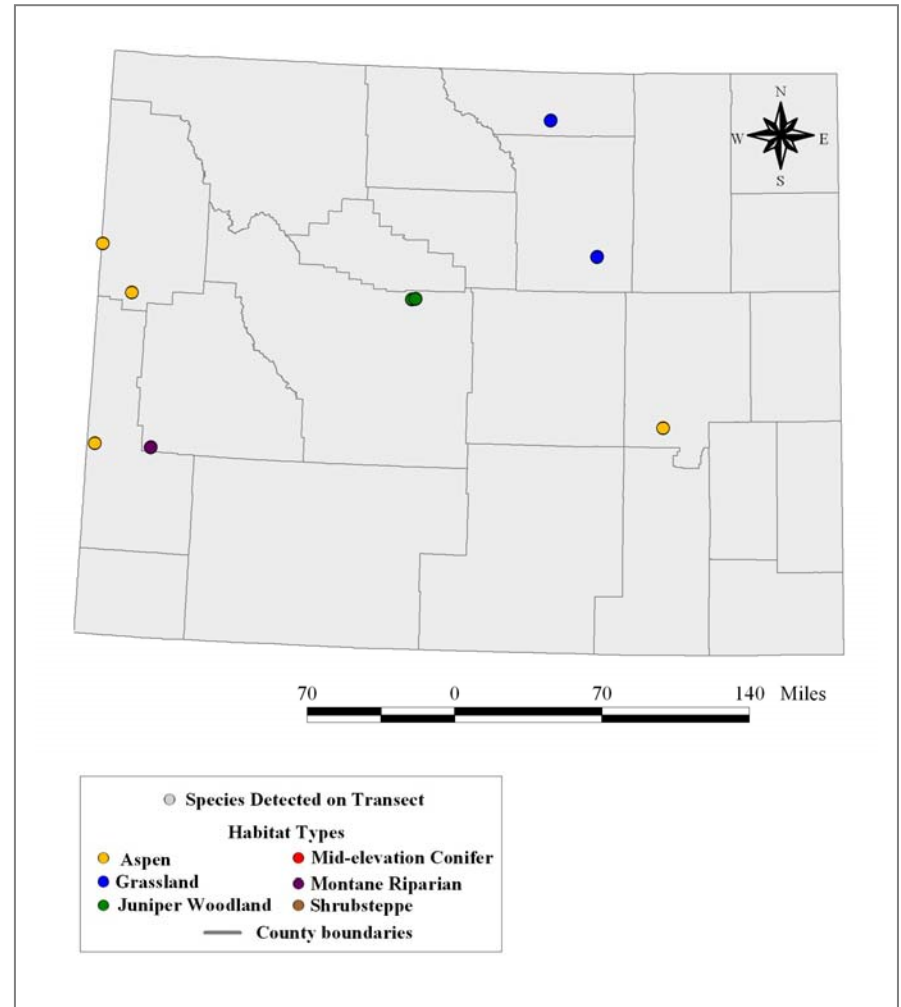 N
W E
S
70 0 70 140 Miles
Species Detected on Transect
Habitat Types
Aspen
Mid-elevation Conifer
Grassland
Montane Riparian
Juniper Woodland
Shrubsteppe
County boundaries